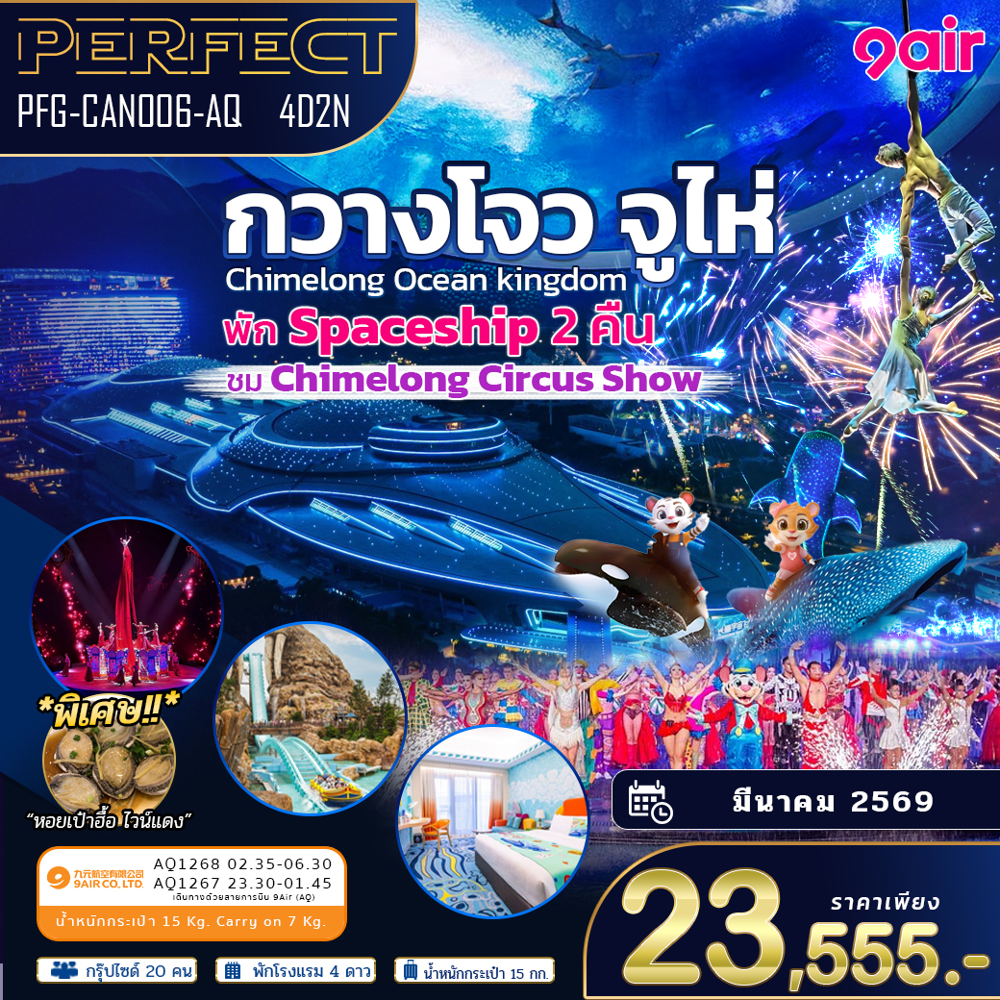 PERFECT
PFG-CAN006-AQ 4D2N
9air
กวางโจว จูไห่
Chimelong Ocean kingdom
พัก Spaceship 2 คืน
ชม Chimelong Circus Show
*พิเศษ!!*
“หอยเป๋าฮื้อ ไวน์แดง”
มีนาคม 2569
九元航空有限公司
9AIR CO., LTD.
AQ1268 02.35-06.30
AQ1267 23.30-01.45
เดินทางด้วยสายการบิน 9Air (AQ)
น้ำหนักกระเป๋า 15 Kg. Carry on 7 Kg.
ราคาเพียง
23,555.-
กรุ๊ปไซด์ 20 คน
พักโรงแรม 4 ดาว
น้ำหนักกระเป๋า 15 กก.